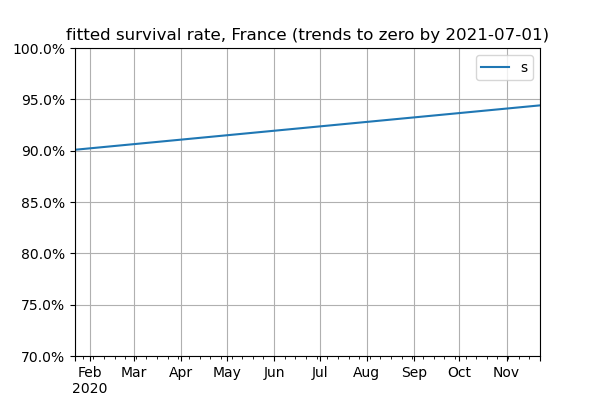 fitted survival rate, France (trends to zero by 2021-07-01)
100.0%
95.0%
90.0%
85.0%
80.0%
75.0%
70.0%
s
Feb Mar Apr May Jun Jul Aug Sep Oct Nov
2020